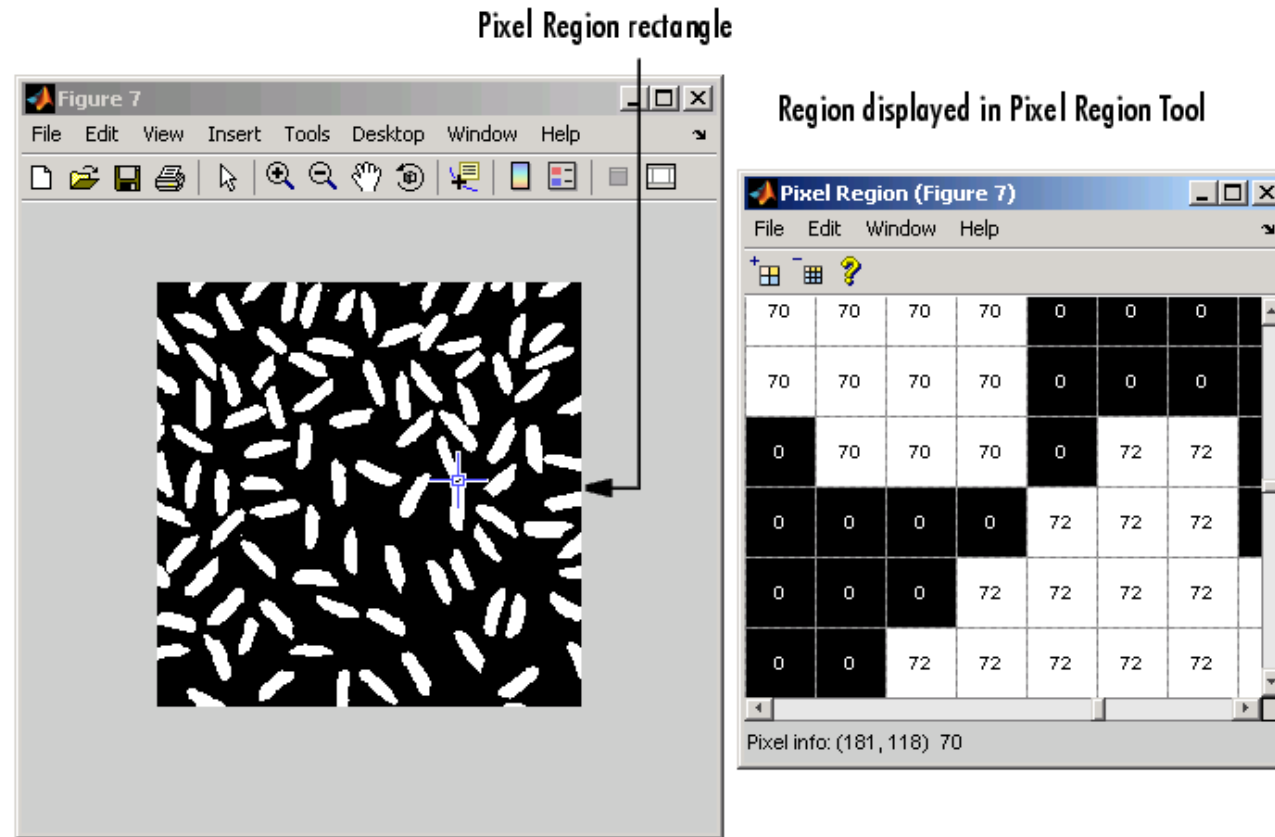 Pixel Region rectangle
Figure 7
File Edit View Insert Tools Desktop Window Help
Region displayed in Pixel Region Tool
Pixel Region (Figure 7)
File Edit Window Help
70 70 70 70 0 0 0
70 70 70 70 0 0 0
0 70 70 70 0 72 72
0 0 0 0 72 72 72
0 0 0 72 72 72 72
0 0 72 72 72 72 72
Pixel info: (181, 118) 70